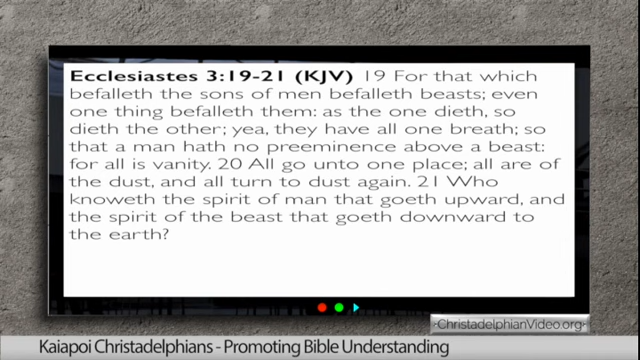 Ecclesiastes 3:19-21 (KJV) 19 For that which
befalleth the sons of men befalleth beasts; even
one thing befalleth them: as the one dieth, so
dieth the other; yea, they have all one breath; so
that a man hath no preeminence above a beast:
for all is vanity. 20 All go unto one place; all are of
the dust, and all turn to dust again. 21 Who
knoweth the spirit of man that goeth upward, and
the spirit of the beast that goeth downward to
the earth?
ChristadelphianVideo.org
Kaiapoi Christadelphians - Promoting Bible Understanding